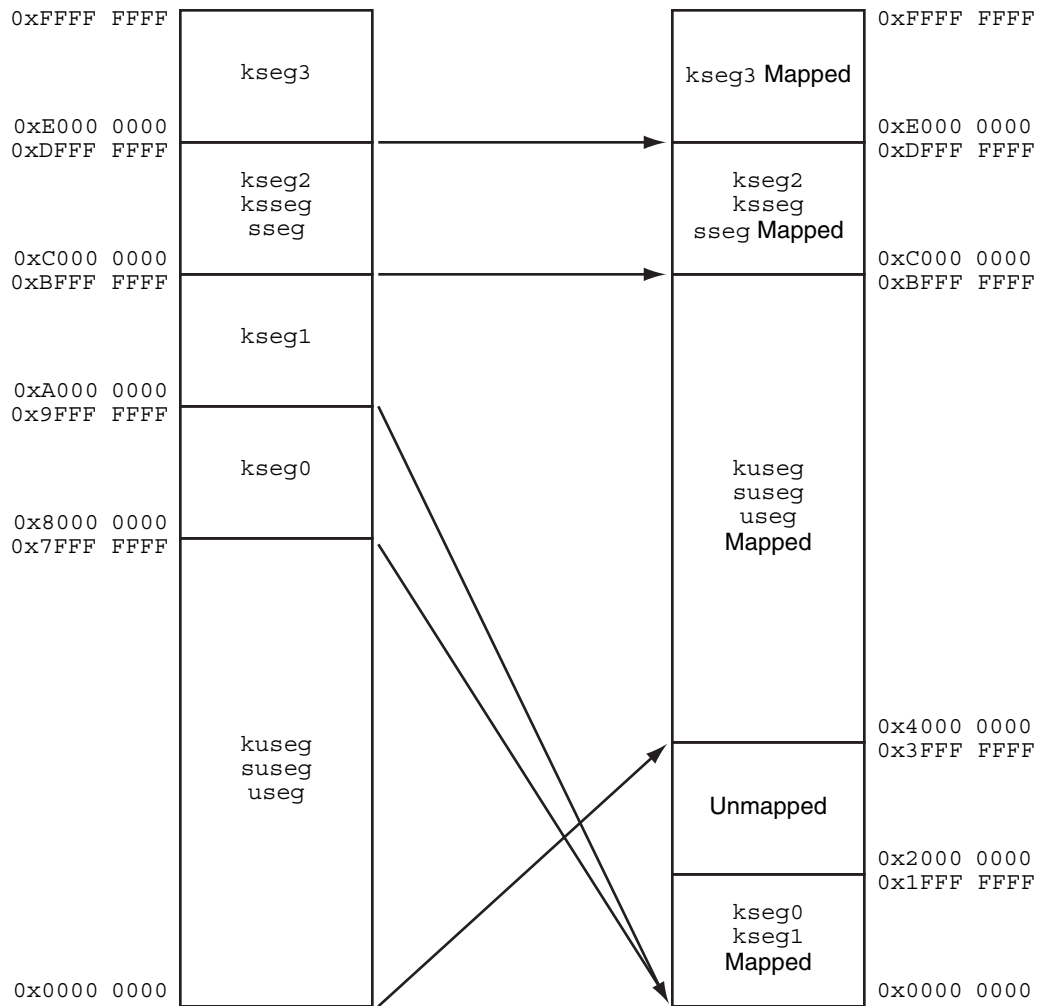 0xFFFF FFFF
kseg3
0xE000 0000
0xDFFF FFFF
kseg2
ksseg
sseg
0xC000 0000
0xBFFF FFFF
kseg1
0xA000 0000
0x9FFF FFFF
kseg0
0x8000 0000
0x7FFF FFFF
kuseg
suseg
useg
0x0000 0000
0xFFFF FFFF
kseg3 Mapped
0xE000 0000
0xDFFF FFFF
kseg2
ksseg
sseg Mapped
0xC000 0000
0xBFFF FFFF
kuseg
suseg
useg
Mapped
0x4000 0000
0x3FFF FFFF
Unmapped
0x2000 0000
0x1FFF FFFF
kseg0
kseg1
Mapped
0x0000 0000